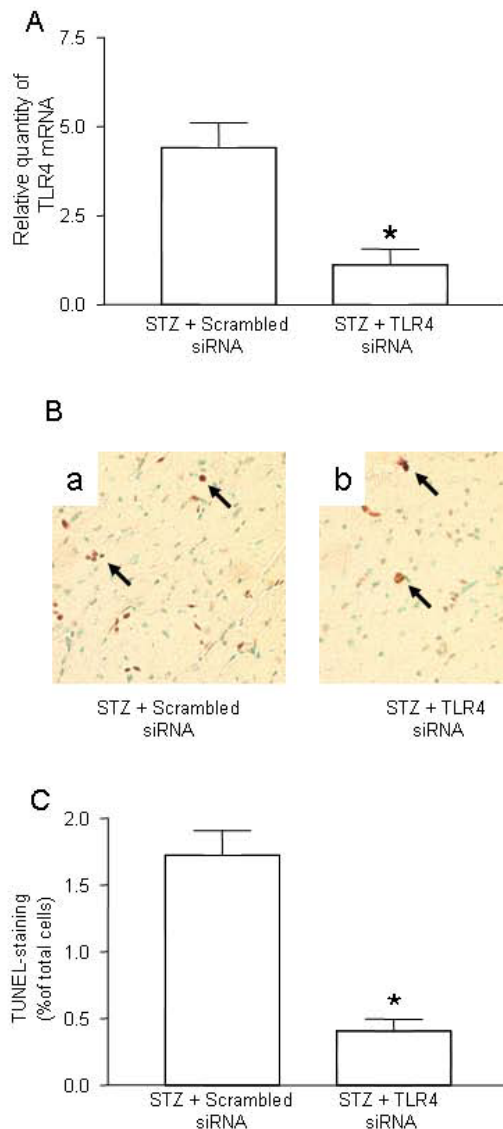 A
Relative quantity of
TLR4 mRNA
7.5
5.0
2.5
0.0
*
STZ + Scrambled
siRNA
STZ + TLR4
siRNA
B
a
b
STZ + Scrambled
siRNA
STZ + TLR4
siRNA
C
TUNEL-staining
(% of total cells)
2.0
1.5
1.0
0.5
0.0
*
STZ + Scrambled
siRNA
STZ + TLR4
siRNA